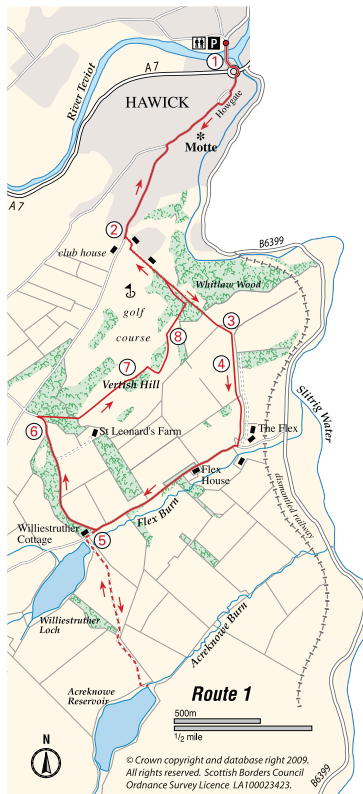 P
1
A 7
River Teviot
HAWICK
Howgate
Motte
A 7
2
club house
B6399
Whitlaw Wood
golf
course
3
8
4
7
Vertish Hill
Slitrig Water
6
St Leonard's Farm
The Flex
Flex
House
dismantled railway
Flex Burn
Williestruther
Cottage
5
Williestruther
Loch
Acreknowe Burn
Acreknowe
Reservoir
Route 1
500m
1/2 mile
B6399
N
© Crown copyright and database right 2009.
All rights reserved. Scottish Borders Council
Ordnance Survey Licence LA100023423.